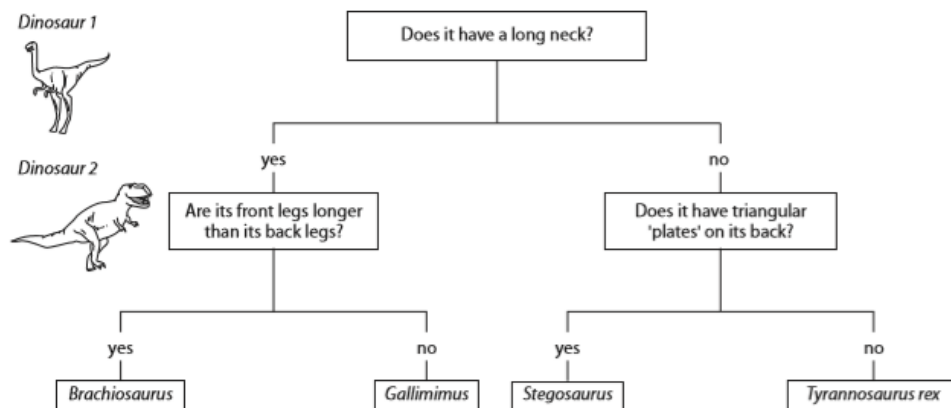 Dinosaur 1
Does it have a long neck?
yes
no
Dinosaur 2
Are its front legs longer
than its back legs?
Does it have triangular
'plates' on its back?
yes
no
yes
no
Brachiosaurus
Gallimimus
Stegosaurus
Tyrannosaurus rex